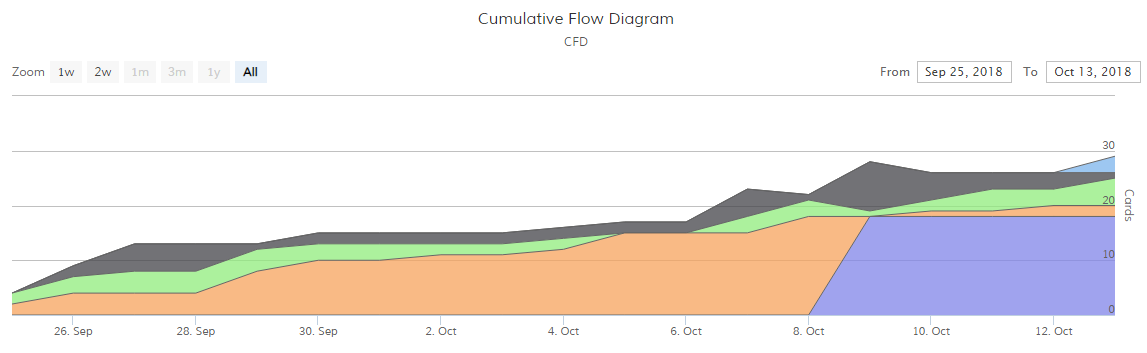 Cumulative Flow Diagram
CFD
Zoom 1w 2w 1m 3m 1y All From Sep 25, 2018 To Oct 13, 2018
30
20
10
0
Cards
26. Sep 28. Sep 30. Sep 2. Oct 4. Oct 6. Oct 8. Oct 10. Oct 12. Oct